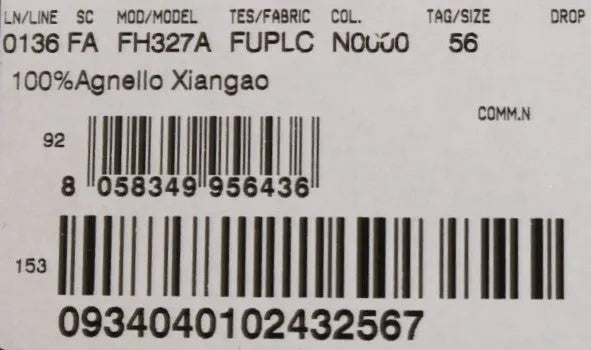 LN/LINE SC MOD/MODEL TES/FABRIC COL. TAG/SIZE DROP
0136 FA FH327A FUPLC N0000 56
100%Agnello Xiangao
COMM.N
92
8 058349 956436
153
0934040102432567